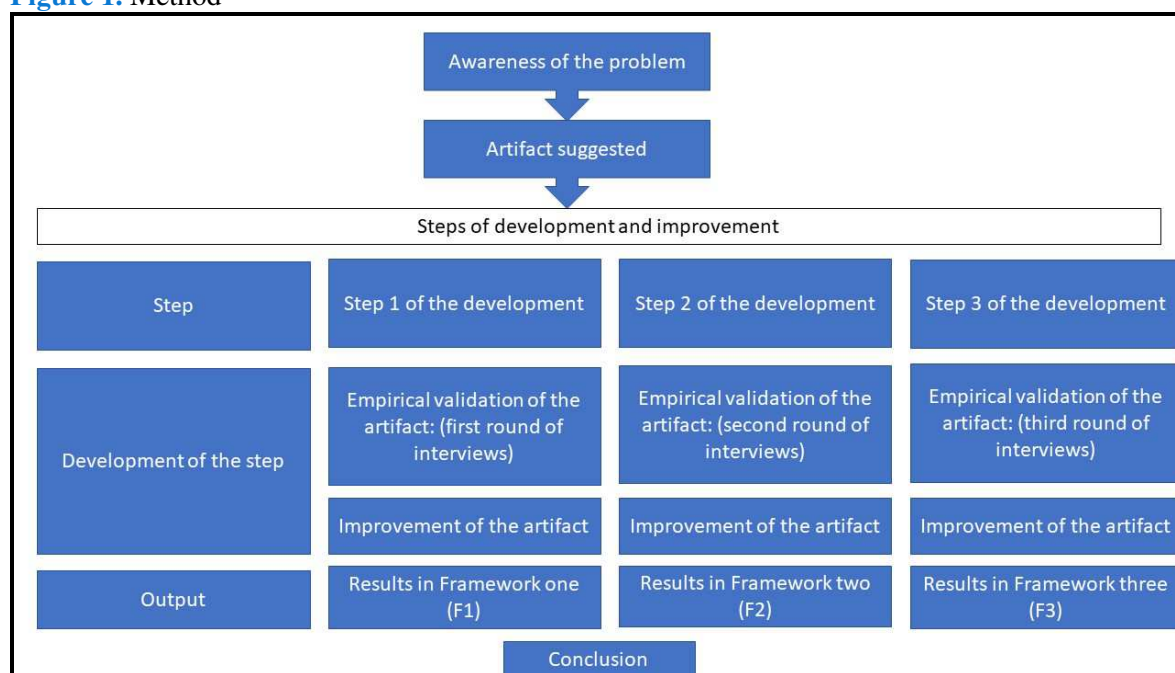 Figure 1. Method
Awareness of the problem
Artifact suggested
Steps of development and improvement
Step
Step 1 of the development
Step 2 of the development
Step 3 of the development
Development of the step
Empirical validation of the
artifact: (first round of
interviews)
Empirical validation of the
artifact: (second round of
interviews)
Empirical validation of the
artifact: (third round of
interviews)
Improvement of the artifact
Improvement of the artifact
Improvement of the artifact
Output
Results in Framework one
(F1)
Results in Framework two
(F2)
Results in Framework three
(F3)
Conclusion